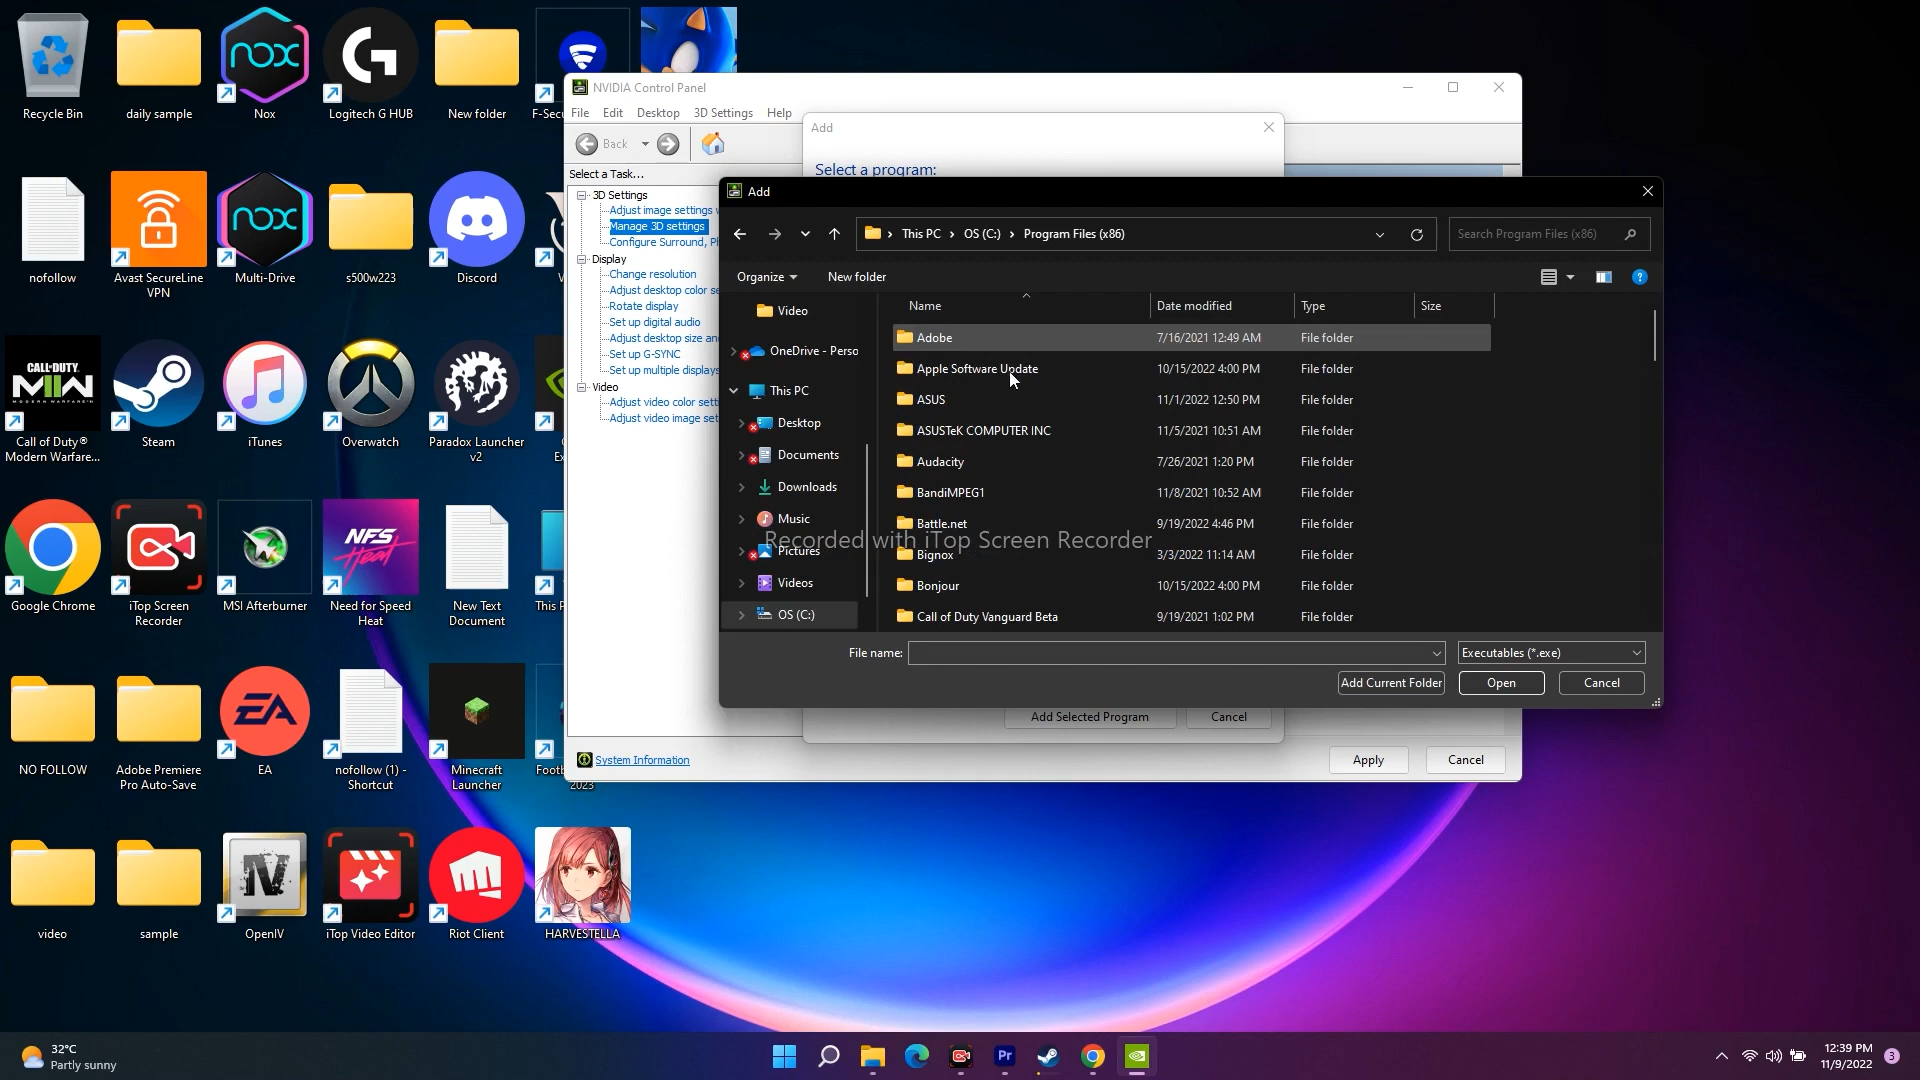 Recycle Bin
daily sample
Nox
Logitech G HUB
New folder
F-Secu
nofollow
Avast SecureLine
VPN
Multi-Drive
s500w223
Discord
Call of Duty®
Modern Warfare...
Steam
iTunes
Overwatch
Paradox Launcher
v2
Google Chrome
iTop Screen
Recorder
MSI Afterburner
Need for Speed
Heat
New Text
Document
This P
NO FOLLOW
Adobe Premiere
Pro Auto-Save
EA
nofollow (1) -
Shortcut
Minecraft
Launcher
Footb
2023
video
sample
OpenIV
iTop Video Editor
Riot Client
HARVESTELLA
nox
nox
CALL·DUTY
MWII
MODERN WARFARE
NFS
Heat
EA
IV
NVIDIA Control Panel
File
Edit
Desktop
3D Settings
Help
Back
Select a Task...
3D Settings
Adjust image settings w
Manage 3D settings
Configure Surround, Ph
Display
Change resolution
Adjust desktop color se
Rotate display
Set up digital audio
Adjust desktop size an
Set up G-SYNC
Set up multiple displays
Video
Adjust video color sett
Adjust video image set
System Information
Apply
Cancel
Add
Select a program:
Add Selected Program
Cancel
Add
This PC
OS (C:)
Program Files (x86)
Search Program Files (x86)
Organize
New folder
Video
OneDrive - Perso
This PC
Desktop
Documents
Downloads
Music
Pictures
Videos
OS (C:)
Name Date modified Type Size
Adobe 7/16/2021 12:49 AM File folder
Apple Software Update 10/15/2022 4:00 PM File folder
ASUS 11/1/2022 12:50 PM File folder
ASUSTeK COMPUTER INC 11/5/2021 10:51 AM File folder
Audacity 7/26/2021 1:20 PM File folder
BandiMPEG1 11/8/2021 10:52 AM File folder
Battle.net 9/19/2022 4:46 PM File folder
Bignox 3/3/2022 11:14 AM File folder
Bonjour 10/15/2022 4:00 PM File folder
Call of Duty Vanguard Beta 9/19/2021 1:02 PM File folder
Recorded with iTop Screen Recorder
File name:
Executables (*.exe)
Add Current Folder
Open
Cancel
32°C
Partly sunny
Pr
12:39 PM
11/9/2022
3